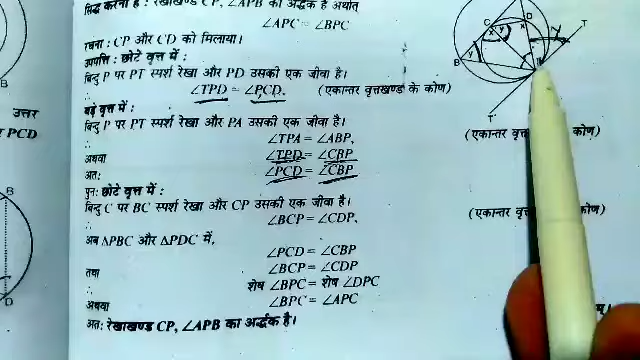 सिद्ध करना है : रेखाखण्ड CP, ∠APB का अर्द्धक है अर्थात्
∠APC = ∠BPC
रचना : CP और CD को मिलाया।
उपपत्ति : छोटे वृत्त में :
बिन्दु P पर PT स्पर्श रेखा और PD उसकी एक जीवा है।
∠TPD = ∠PCD, (एकान्तर वृत्तखण्ड के कोण)
बड़े वृत्त में :
बिन्दु P पर PT स्पर्श रेखा और PA उसकी एक जीवा है।
∴ ∠TPA = ∠ABP, (एकान्तर वृत्त कोण)
अथवा ∠TPD = ∠CBP
अतः ∠PCD = ∠CBP
पुनः छोटे वृत्त में :
बिन्दु C पर BC स्पर्श रेखा और CP उसकी एक जीवा है।
∴ ∠BCP = ∠CDP, (एकान्तर वृत्त कोण)
अब ΔPBC और ΔPDC में,
∠PCD = ∠CBP
तथा ∠BCP = ∠CDP
∴ शेष ∠BPC = शेष ∠DPC
अथवा ∠BPC = ∠APC
अतः रेखाखण्ड CP, ∠APB का अर्द्धक है।
उत्तर
PCD
B
D
C
D
T
B
T'
y
y
x